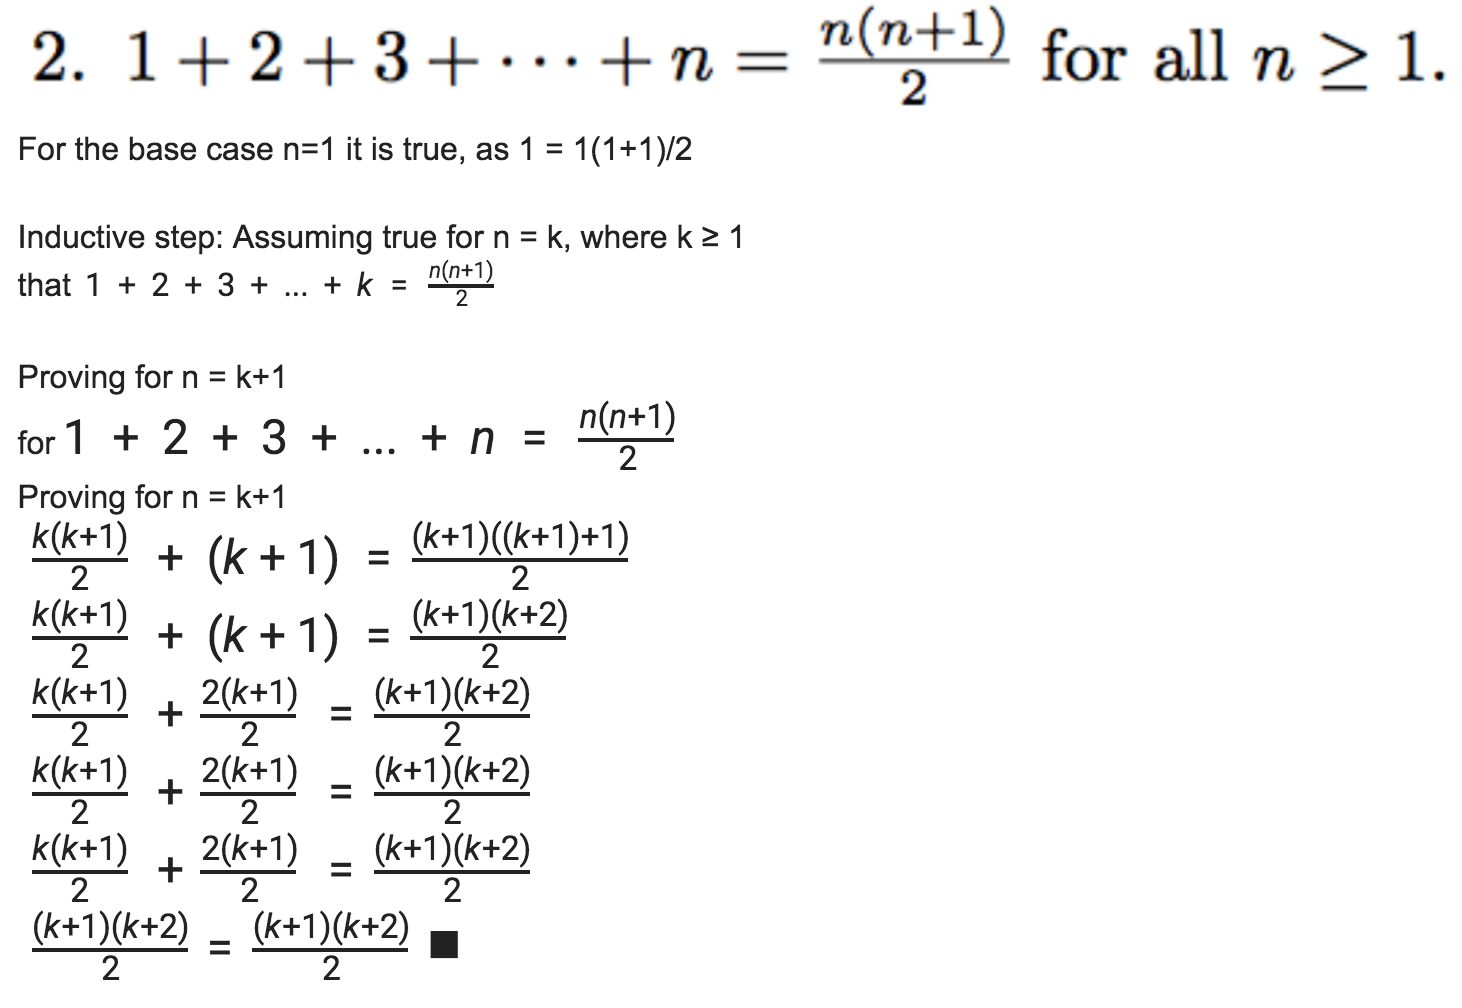 2. 1 + 2 + 3 + · · · + n = n(n+1)/2 for all n ≥ 1.
For the base case n=1 it is true, as 1 = 1(1+1)/2
Inductive step: Assuming true for n = k, where k ≥ 1
that 1 + 2 + 3 + ... + k = n(n+1)/2
Proving for n = k+1
for 1 + 2 + 3 + ... + n = n(n+1)/2
Proving for n = k+1
k(k+1)/2 + (k + 1) = (k+1)((k+1)+1)/2
k(k+1)/2 + (k + 1) = (k+1)(k+2)/2
k(k+1)/2 + 2(k+1)/2 = (k+1)(k+2)/2
k(k+1)/2 + 2(k+1)/2 = (k+1)(k+2)/2
k(k+1)/2 + 2(k+1)/2 = (k+1)(k+2)/2
(k+1)(k+2)/2 = (k+1)(k+2)/2 ■